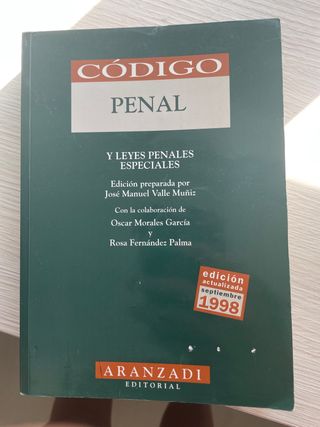 CÓDIGO
PENAL
Y LEYES PENALES
ESPECIALES
Edición preparada por
José Manuel Valle Muñiz
Con la colaboración de
Oscar Morales García
y
Rosa Fernández Palma
edición
actualizada
septiembre
1998
ARANZADI
EDITORIAL